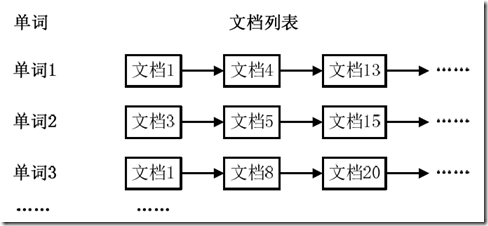 单词 文档列表
单词1 文档1 文档4 文档13 ……
单词2 文档3 文档5 文档15 ……
单词3 文档1 文档8 文档20 ……
…… ……